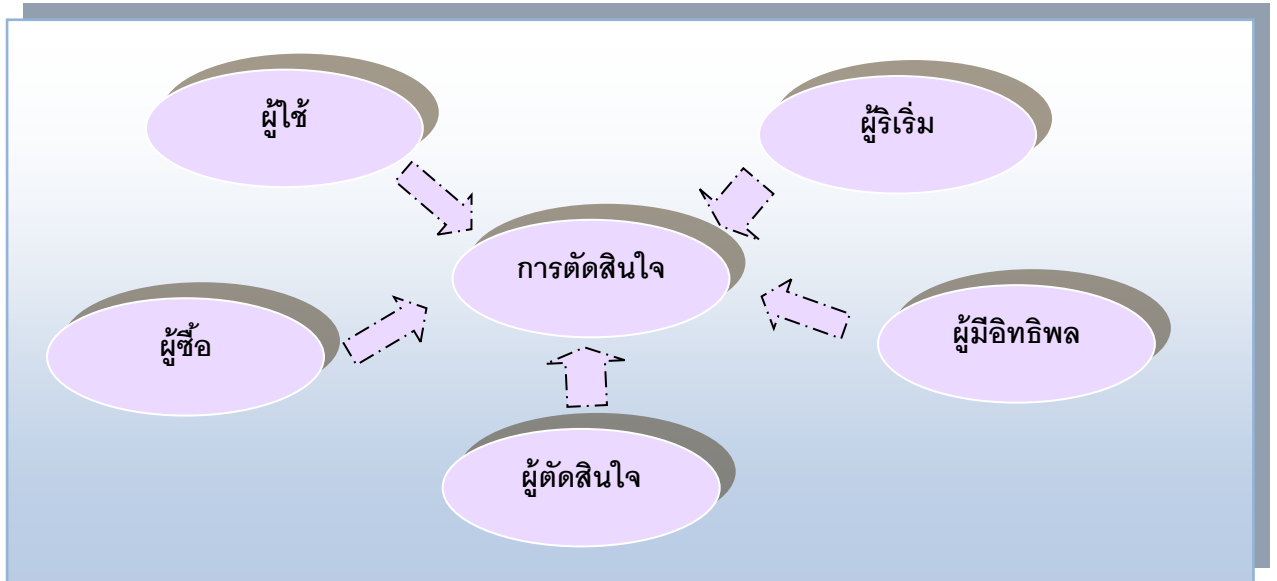 ผู้ใช้
ผู้ริเริ่ม
การตัดสินใจ
ผู้ซื้อ
ผู้มีอิทธิพล
ผู้ตัดสินใจ